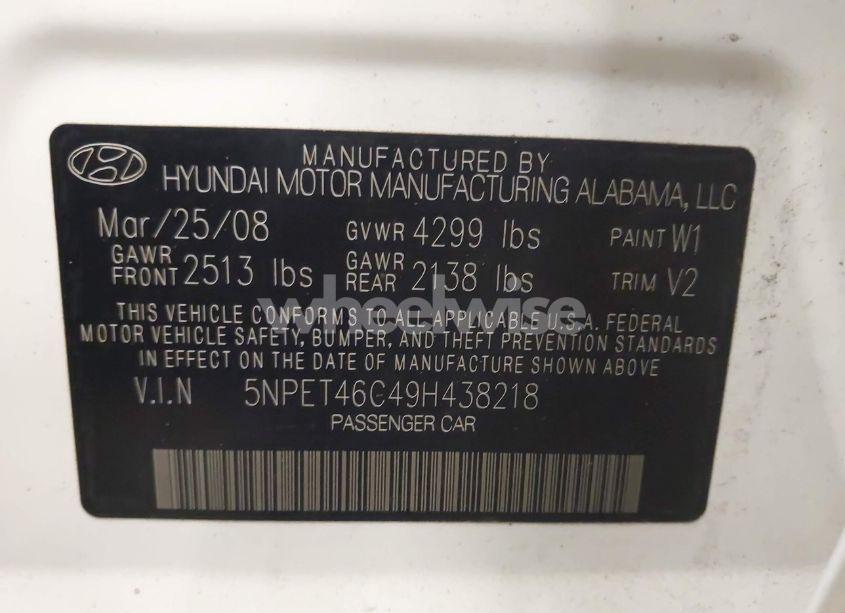 MANUFACTURED BY
HYUNDAI MOTOR MANUFACTURING ALABAMA, LLC
Mar/25/08 GVWR 4299 lbs PAINT W1
GAWR FRONT 2513 lbs GAWR REAR 2138 lbs TRIM V2
wheelwise
THIS VEHICLE CONFORMS TO ALL APPLICABLE U.S.A. FEDERAL
MOTOR VEHICLE SAFETY, BUMPER, AND THEFT PREVENTION STANDARDS
IN EFFECT ON THE DATE OF MANUFACTURE SHOWN ABOVE
V.I.N 5NPET46C49H438218
PASSENGER CAR